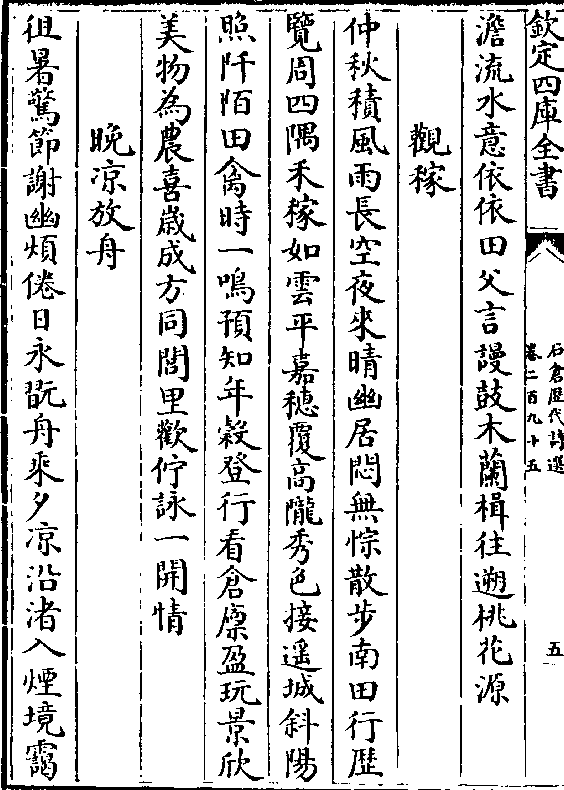 欽定四庫全書
石倉歷代詩選
卷二百九十五
五
澹流水意依依田父言謾鼓木蘭楫往遡桃花源
觀稼
仲秋積風雨長空夜來晴幽居悶無悰散步南田行歷
覽周四隅禾稼如雲平嘉穗覆高隴秀色接遥城斜陽
照阡陌田禽時一鳴預知年榖登行看倉廪盈玩景欣
美物為農喜歲成方同閭里歡佇詠一開情
晚凉放舟
徂暑驚節謝幽煩倦日永翫舟乘夕凉沿渚入煙境靄